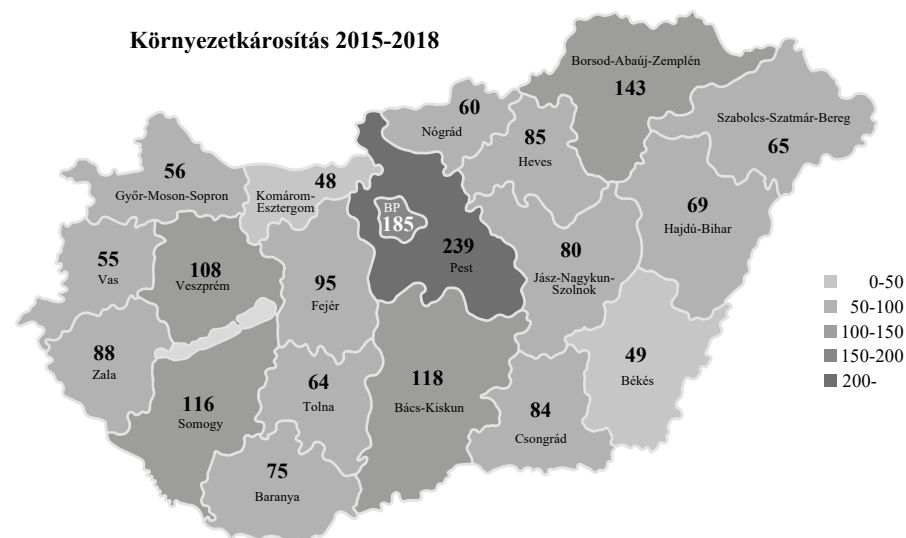 Környezetkárosítás 2015-2018
Borsod-Abaúj-Zemplén
143
60
Nógrád
85
Heves
Szabolcs-Szatmár-Bereg
65
56
Győr-Moson-Sopron
48
Komárom-
Esztergom
BP
185
239
Pest
69
Hajdú-Bihar
55
Vas
108
Veszprém
95
Fejér
80
Jász-Nagykun-
Szolnok
88
Zala
116
Somogy
64
Tolna
118
Bács-Kiskun
84
Csongrád
49
Békés
75
Baranya
0-50
50-100
100-150
150-200
200-